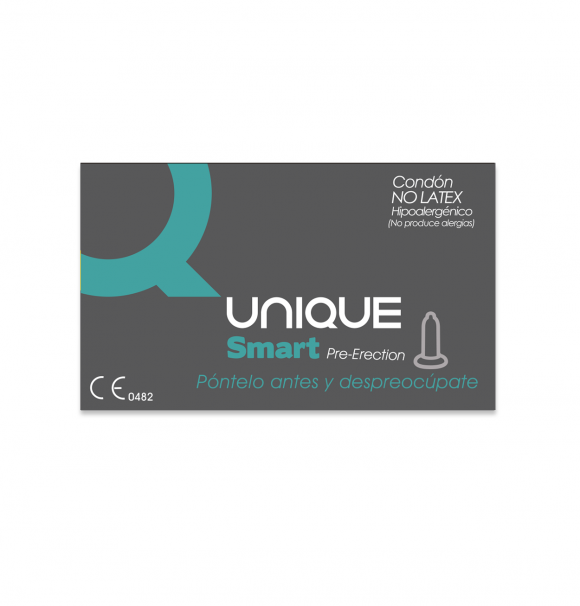 Condón
NO LATEX
Hipoalergénico
(No produce alergias)
UNIQUE
Smart Pre-Erection
Póntelo antes y despreocúpate
CE 0482